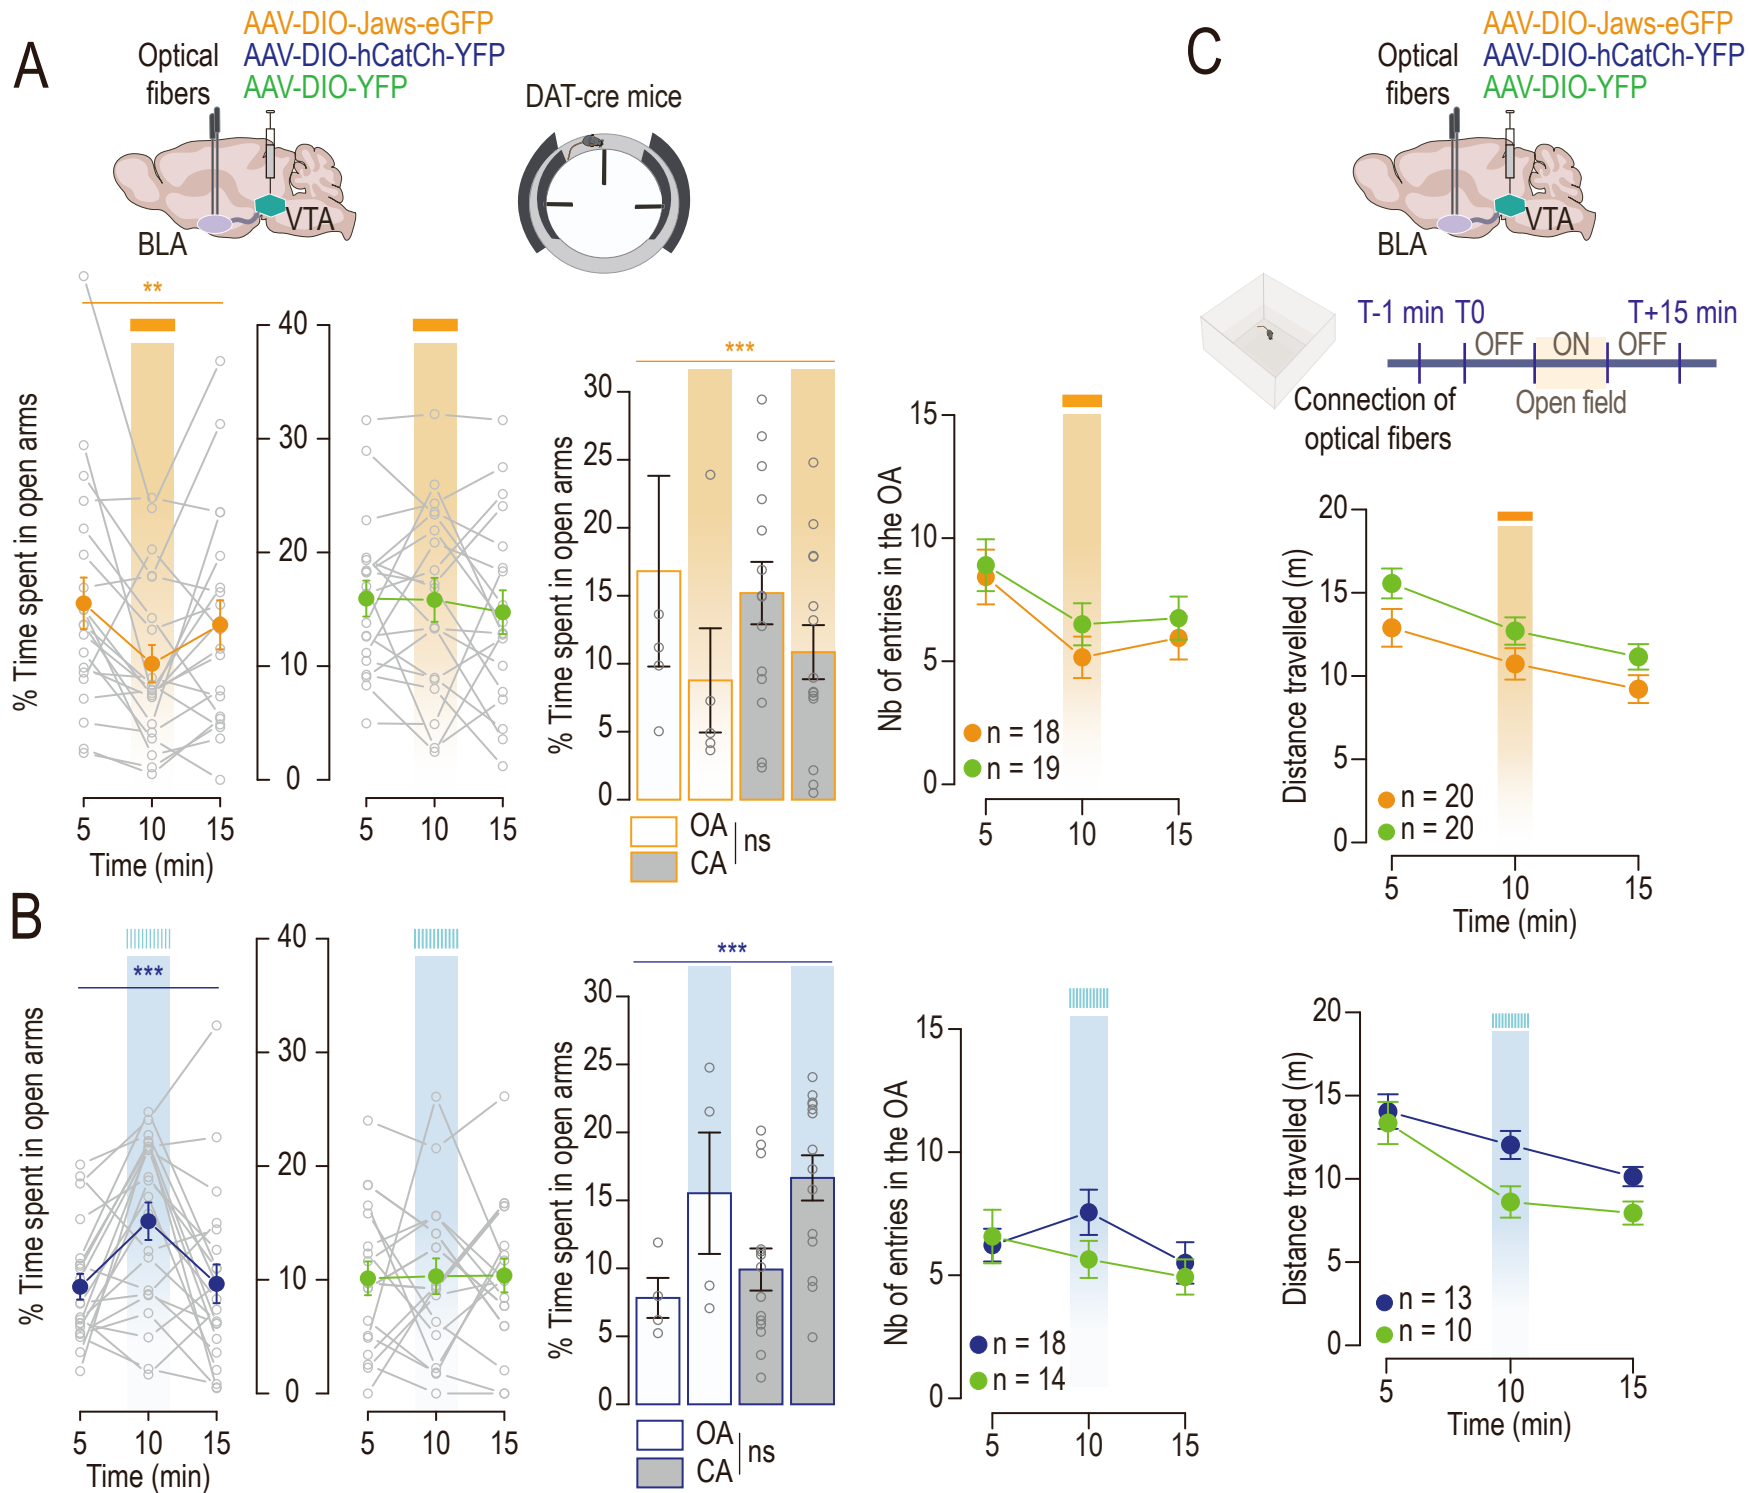 A
Optical
fibers
AAV-DIO-Jaws-eGFP
AAV-DIO-hCatCh-YFP
AAV-DIO-YFP
BLA
VTA
DAT-cre mice
% Time spent in open arms
**
40
30
20
10
0
5 10 15
Time (min)
5 10 15
% Time spent in open arms
***
30
25
20
15
10
5
0
OA
CA
ns
Nb of entries in the OA
15
10
5
0
n = 18
n = 19
5 10 15
B
% Time spent in open arms
***
40
30
20
10
0
5 10 15
Time (min)
5 10 15
% Time spent in open arms
***
30
25
20
15
10
5
0
OA
CA
ns
Nb of entries in the OA
15
10
5
0
n = 18
n = 14
5 10 15
C
Optical
fibers
AAV-DIO-Jaws-eGFP
AAV-DIO-hCatCh-YFP
AAV-DIO-YFP
BLA
VTA
T-1 min T0 T+15 min
OFF ON OFF
Connection of
optical fibers
Open field
Distance travelled (m)
20
15
10
5
0
n = 20
n = 20
5 10 15
Time (min)
Distance travelled (m)
20
15
10
5
0
n = 13
n = 10
5 10 15
Time (min)